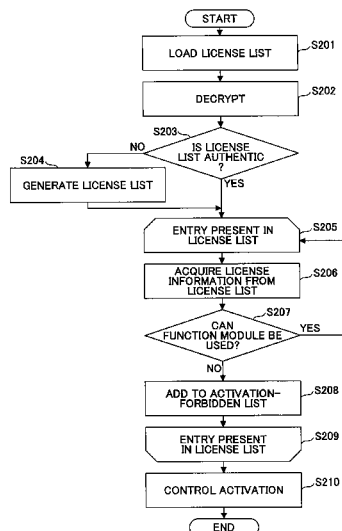 START
LOAD LICENSE LIST
S201
DECRYPT
S202
S203
IS LICENSE
LIST AUTHENTIC
?
NO
YES
S204
GENERATE LICENSE LIST
ENTRY PRESENT IN
LICENSE LIST
S205
ACQUIRE LICENSE
INFORMATION FROM
LICENSE LIST
S206
S207
CAN
FUNCTION MODULE BE
USED?
YES
NO
ADD TO ACTIVATION-
FORBIDDEN LIST
S208
ENTRY PRESENT
IN LICENSE LIST
S209
CONTROL ACTIVATION
S210
END